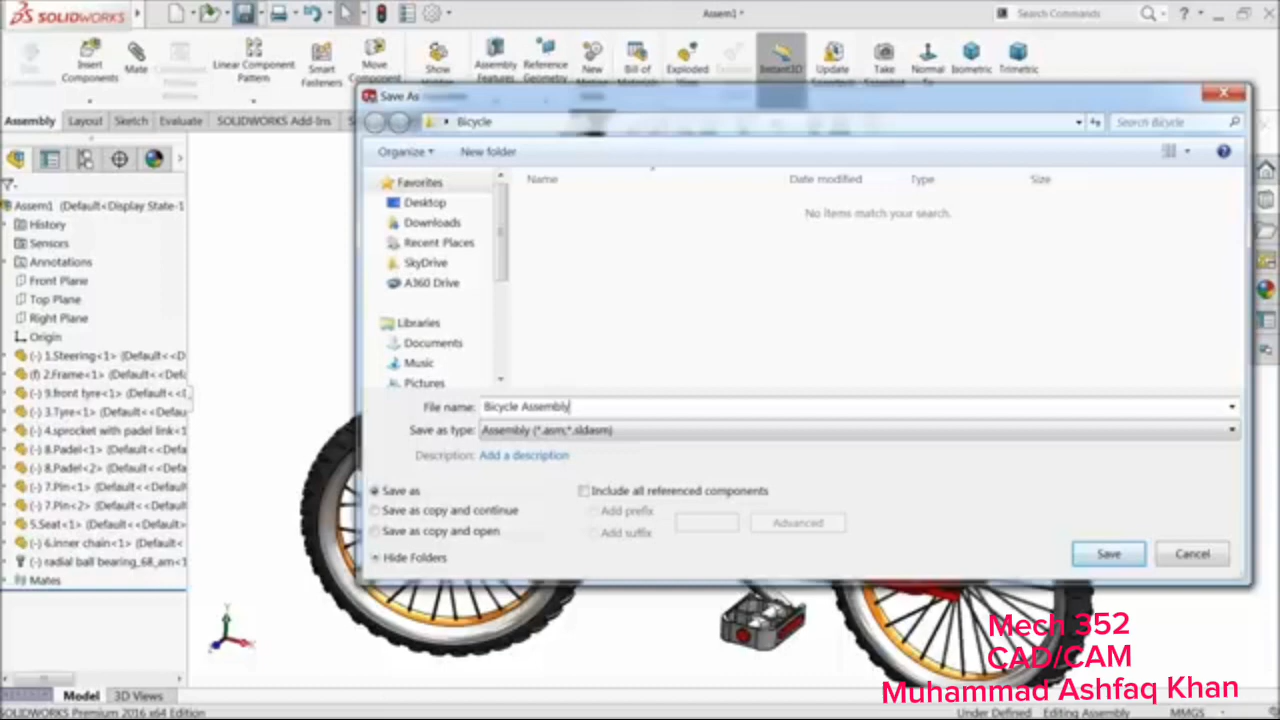 SOLIDWORKS
Assem1 *
Search Commands
Insert Components
Mate
Linear Component Pattern
Smart Fasteners
Move Component
Show
Assembly Features
Reference Geometry
New
Bill of Materials
Exploded View
Instant3D
Update
Take
Normal To
Isometric
Trimetric
Assembly
Layout
Sketch
Evaluate
SOLIDWORKS Add-Ins
Save As
Bicycle
Search Bicycle
Organize
New folder
Name
Date modified
Type
Size
No items match your search.
Favorites
Desktop
Downloads
Recent Places
SkyDrive
A360 Drive
Libraries
Documents
Music
Pictures
File name: Bicycle Assembly
Save as type: Assembly (*.asm;*.sldasm)
Description: Add a description
Save as
Save as copy and continue
Save as copy and open
Include all referenced components
Add prefix
Add suffix
Advanced
Hide Folders
Save
Cancel
Assem1 (Default<Display State-1
History
Sensors
Annotations
Front Plane
Top Plane
Right Plane
Origin
(-) 1.Steering<1> (Default<<D
(f) 2.Frame<1> (Default<<Defa
(-) 9.front tyre<1> (Default<<D
(-) 3.Tyre<1> (Default<<Defau
(-) 4.sprocket with padel link<1
(-) 8.Padel<1> (Default<<Defa
(-) 8.Padel<2> (Default<<Defa
(-) 7.Pin<1> (Default<<Default
(-) 7.Pin<2> (Default<<Default
5.Seat<1> (Default<<Default>
(-) 6.inner chain<1> (Default<
(-) radial ball bearing_68_am<1
Mates
Model
3D Views
SOLIDWORKS Premium 2016 x64 Edition
Under Defined
Editing Assembly
MMGS
Mech 352
CAD/CAM
Muhammad Ashfaq Khan